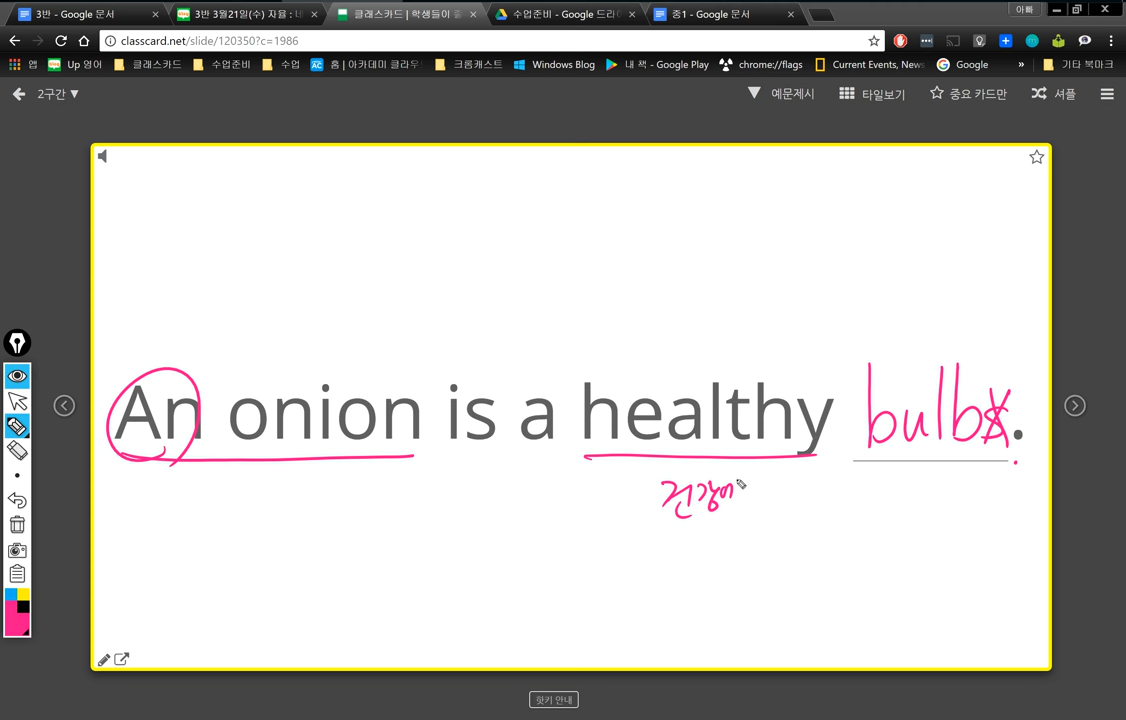 3반 - Google 문서
3반 3월21일(수) 자율 : 네
클래스카드 | 학생들이 좋
수업준비 - Google 드라이
중1 - Google 문서
아빠
classcard.net/slide/120350?c=1986
앱
Up 영어
클래스카드
수업준비
수업
홈 | 아카데미 클라우
크롬캐스트
Windows Blog
내 책 - Google Play
chrome://flags
Current Events, News
Google
»
기타 북마크
2구간 ▼
예문제시
타일보기
중요 카드만
셔플
An onion is a healthy bulbs.
건강에
핫키 안내